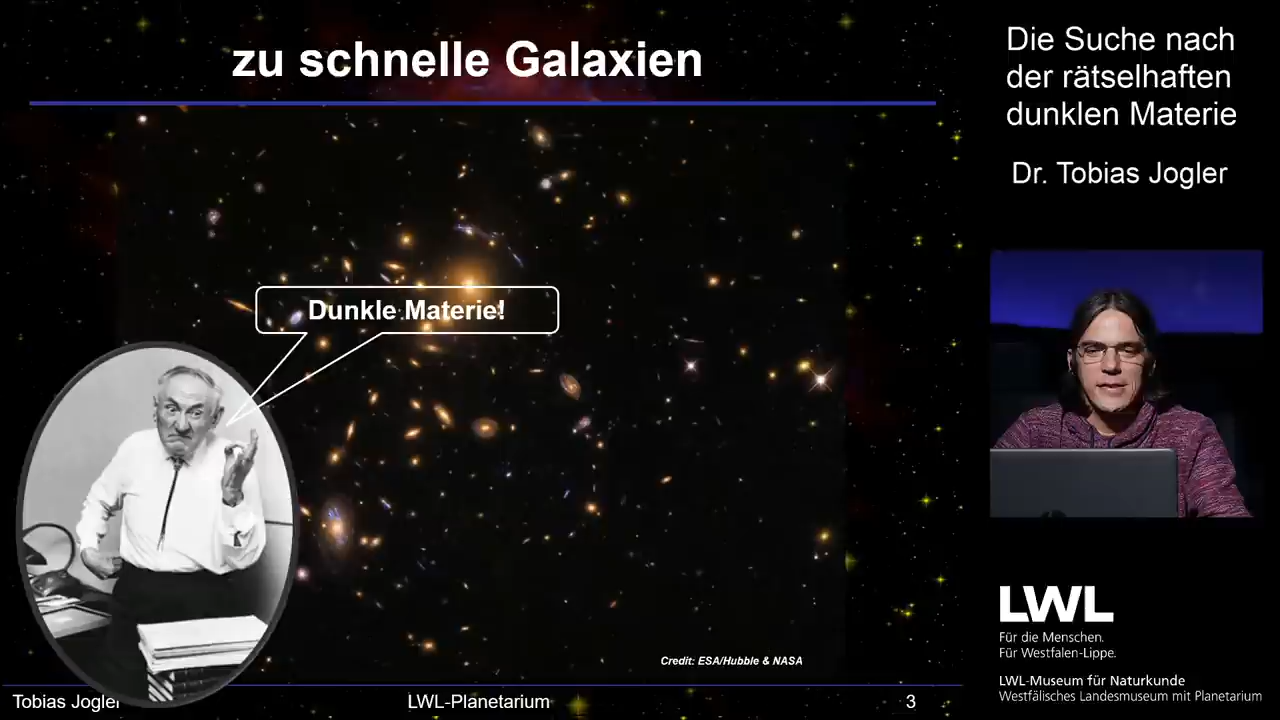 zu schnelle Galaxien
Dunkle Materie!
Credit: ESA/Hubble & NASA
Tobias Jogler
LWL-Planetarium
3
Die Suche nach
der rätselhaften
dunklen Materie
Dr. Tobias Jogler
LWL
Für die Menschen.
Für Westfalen-Lippe.
LWL-Museum für Naturkunde
Westfälisches Landesmuseum mit Planetarium